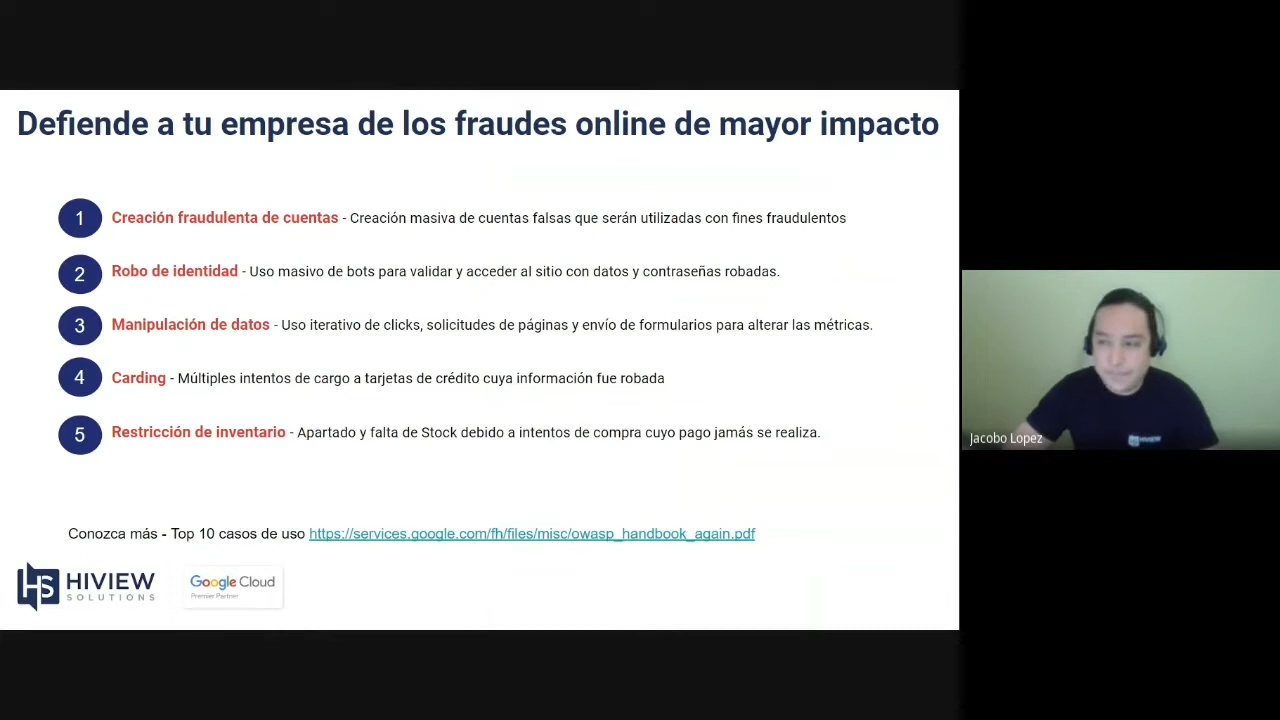 Defiende a tu empresa de los fraudes online de mayor impacto
1 Creación fraudulenta de cuentas - Creación masiva de cuentas falsas que serán utilizadas con fines fraudulentos
2 Robo de identidad - Uso masivo de bots para validar y acceder al sitio con datos y contraseñas robadas.
3 Manipulación de datos - Uso iterativo de clicks, solicitudes de páginas y envío de formularios para alterar las métricas.
4 Carding - Múltiples intentos de cargo a tarjetas de crédito cuya información fue robada
5 Restricción de inventario - Apartado y falta de Stock debido a intentos de compra cuyo pago jamás se realiza.
Conozca más - Top 10 casos de uso https://services.google.com/fh/files/misc/owasp_handbook_again.pdf
HS HIVIEW
SOLUTIONS
Google Cloud
Premier Partner
Jacobo Lopez
HIVIEW